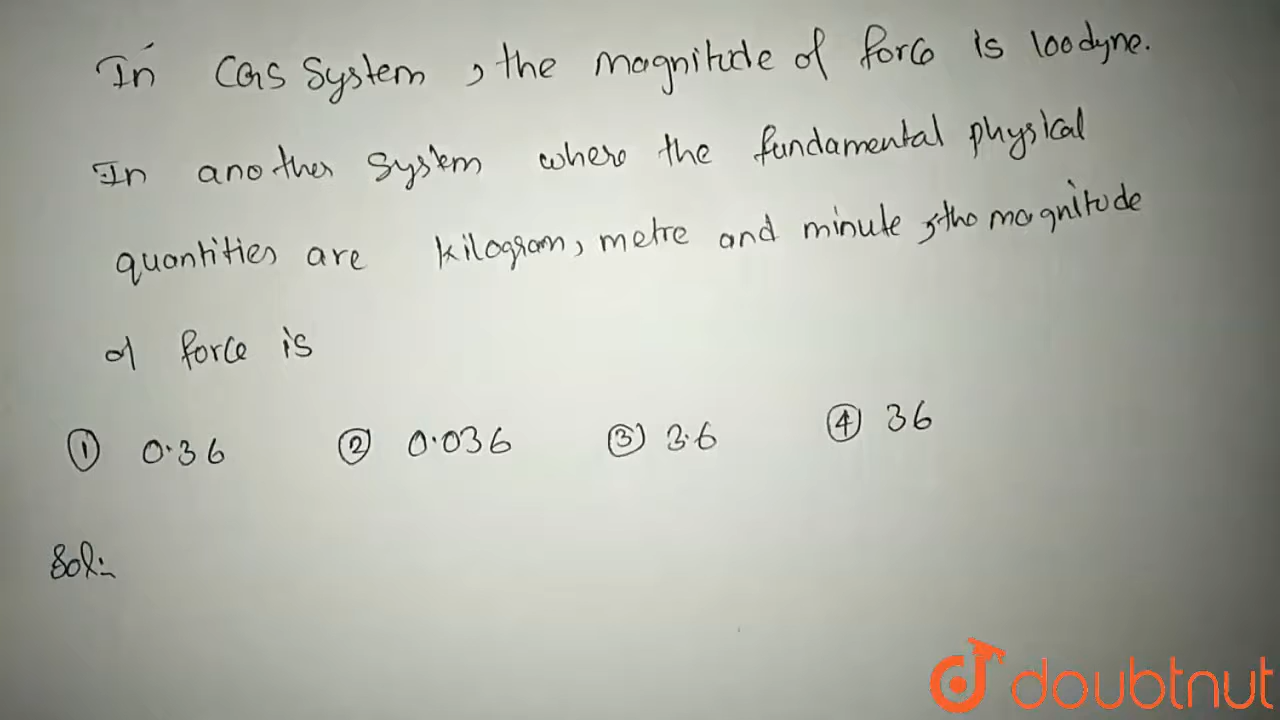 In CGS System, the magnitude of force is 100dyne.
In another system where the fundamental physical
quantities are kilogram, metre and minute, the magnitude
of force is
① 0.36 ② 0.036 ③ 3.6 ④ 36
Sol:-
doubtnut